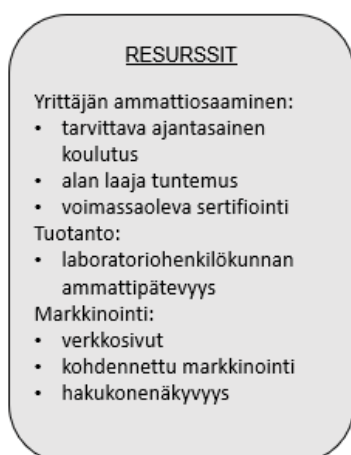 RESURSSIT
Yrittäjän ammattiosaaminen:
• tarvittava ajantasainen
koulutus
• alan laaja tuntemus
• voimassaoleva sertifiointi
Tuotanto:
• laboratoriohenkilökunnan
ammattipätevyys
Markkinointi:
• verkkosivut
• kohdennettu markkinointi
• hakukonenäkyvyys